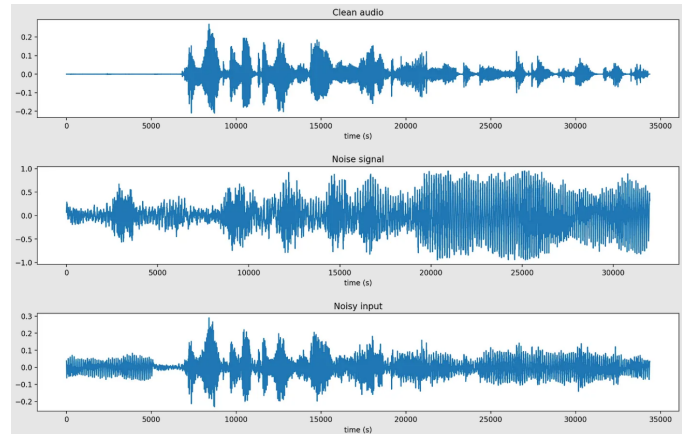 Clean audio
0.2
0.1
0.0
−0.1
−0.2
0 5000 10000 15000 20000 25000 30000 35000
time (s)
Noise signal
1.0
0.5
0.0
−0.5
−1.0
0 5000 10000 15000 20000 25000 30000
time (s)
Noisy input
0.3
0.2
0.1
0.0
−0.1
−0.2
0 5000 10000 15000 20000 25000 30000 35000
time (s)